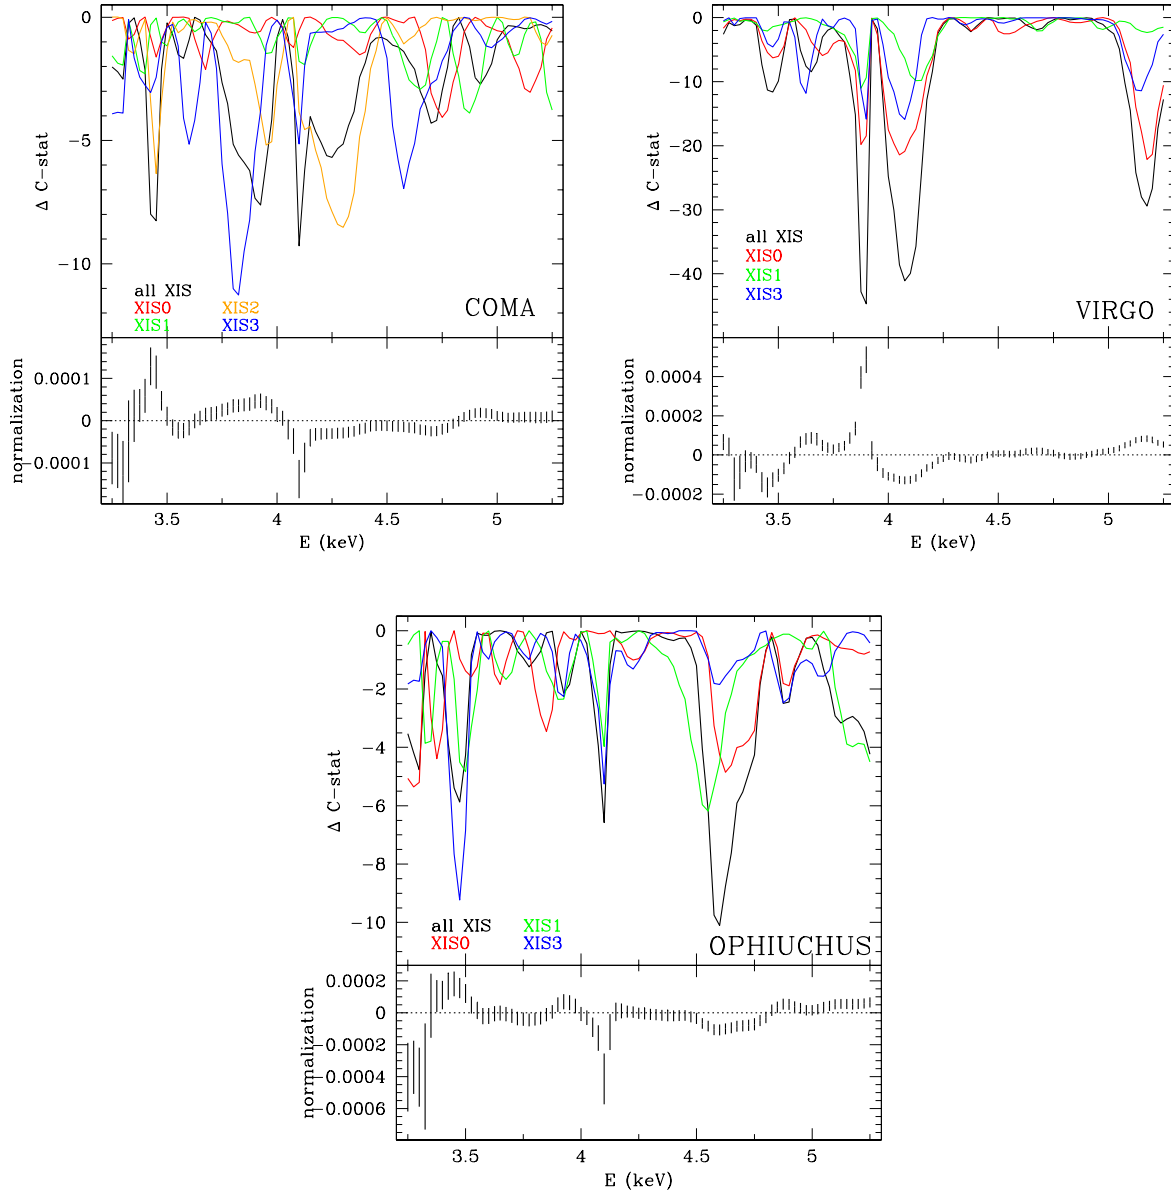 0
−5
−10
Δ C−stat
all XIS
XIS0
XIS2
XIS1
XIS3
COMA
0.0001
0
−0.0001
normalization
3.5
4
4.5
5
E (keV)
0
−10
−20
−30
−40
Δ C−stat
all XIS
XIS0
XIS1
XIS3
VIRGO
0.0004
0.0002
0
−0.0002
normalization
3.5
4
4.5
5
E (keV)
0
−2
−4
−6
−8
−10
Δ C−stat
all XIS
XIS1
XIS0
XIS3
OPHIUCHUS
0.0002
0
−0.0002
−0.0004
−0.0006
normalization
3.5
4
4.5
5
E (keV)